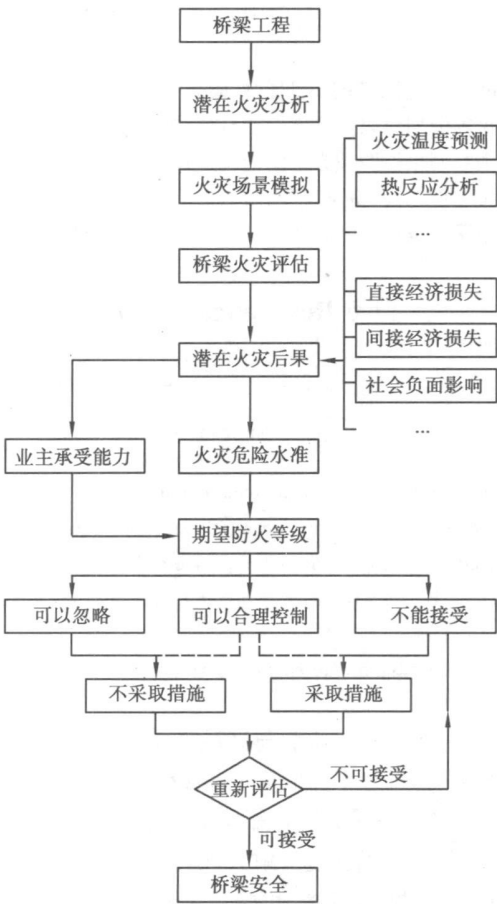 桥梁工程
潜在火灾分析
火灾场景模拟
桥梁火灾评估
潜在火灾后果
火灾温度预测
热反应分析
...
直接经济损失
间接经济损失
社会负面影响
...
业主承受能力
火灾危险水准
期望防火等级
可以忽略
可以合理控制
不能接受
不采取措施
采取措施
重新评估
不可接受
可接受
桥梁安全